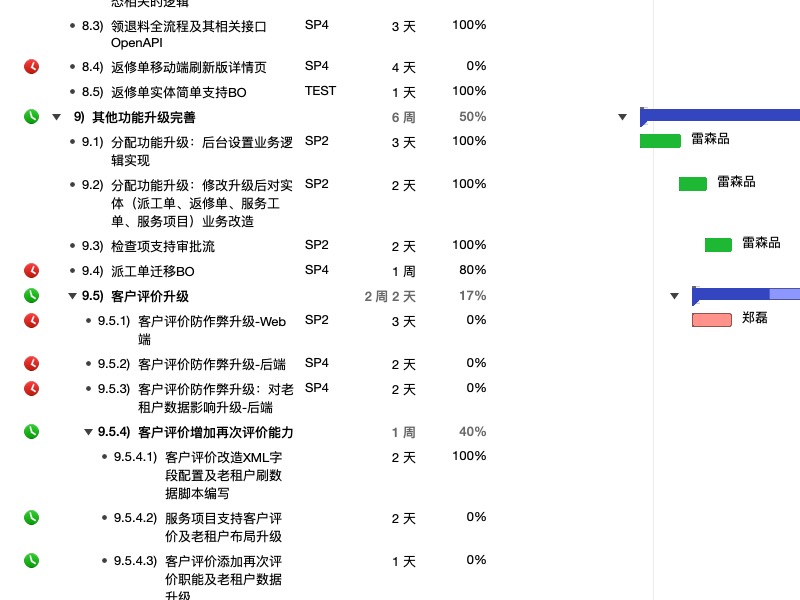 态相关的逻辑
8.3) 领退料全流程及其相关接口 SP4 3 天 100%
OpenAPI
8.4) 返修单移动端刷新版详情页 SP4 4 天 0%
8.5) 返修单实体简单支持BO TEST 1 天 100%
9) 其他功能升级完善 6 周 50%
9.1) 分配功能升级：后台设置业务逻 SP2 3 天 100% 雷森品
辑实现
9.2) 分配功能升级：修改升级后对实 SP2 2 天 100% 雷森品
体（派工单、返修单、服务工
单、服务项目）业务改造
9.3) 检查项支持审批流 SP2 2 天 100% 雷森品
9.4) 派工单迁移BO SP4 1 周 80%
9.5) 客户评价升级 2 周 2 天 17%
9.5.1) 客户评价防作弊升级-Web SP2 3 天 0% 郑磊
端
9.5.2) 客户评价防作弊升级-后端 SP4 2 天 0%
9.5.3) 客户评价防作弊升级：对老 SP4 2 天 0%
租户数据影响升级-后端
9.5.4) 客户评价增加再次评价能力 1 周 40%
9.5.4.1) 客户评价改造XML字 2 天 100%
段配置及老租户刷数
据脚本编写
9.5.4.2) 服务项目支持客户评 2 天 0%
价及老租户布局升级
9.5.4.3) 客户评价添加再次评 1 天 0%
价职能及老租户数据
升级